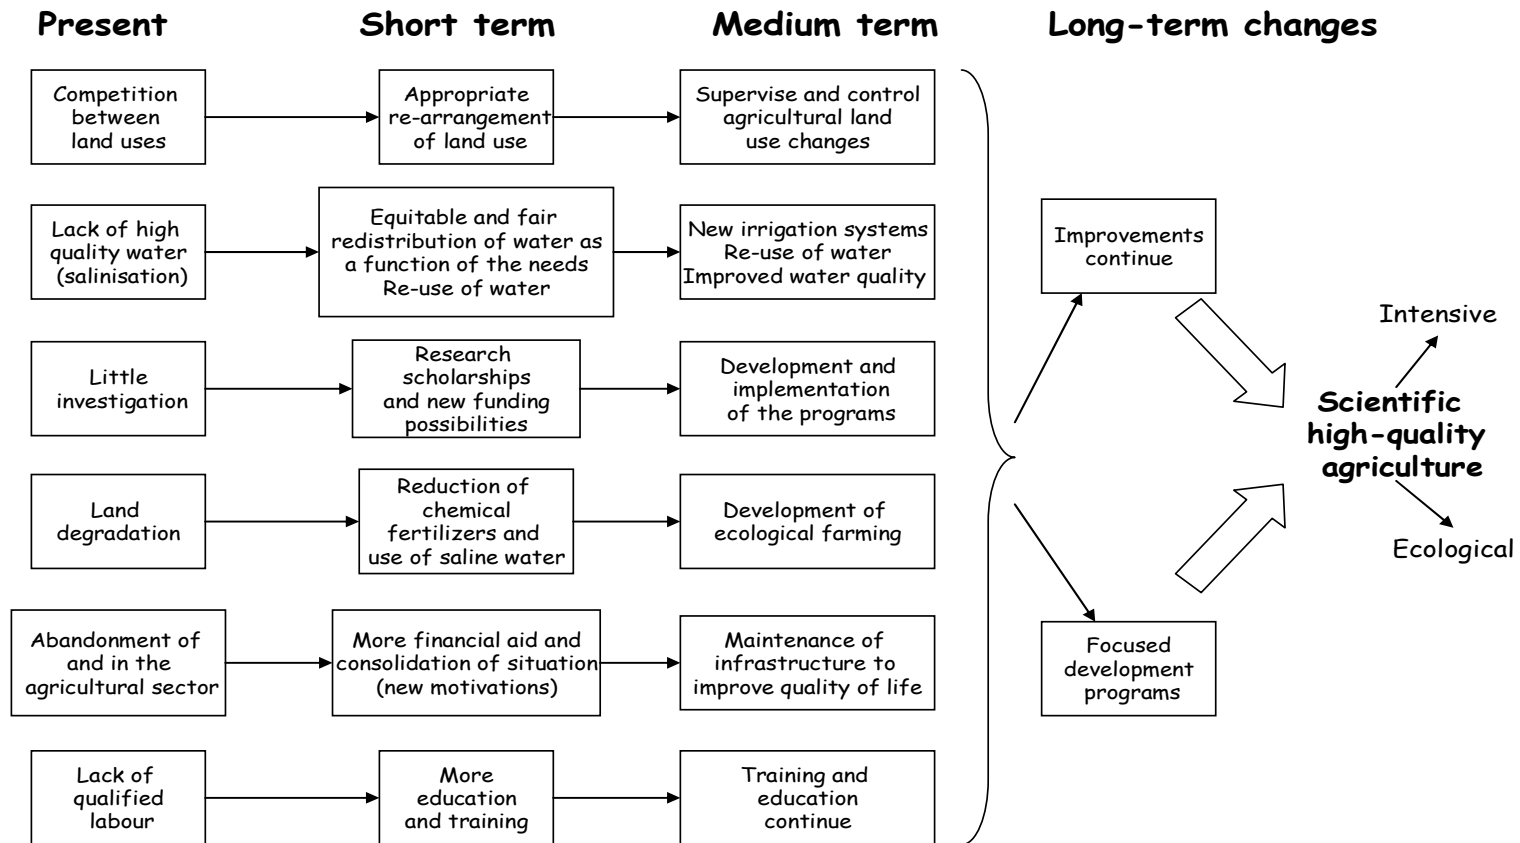 Present
Short term
Medium term
Long-term changes
Competition
between
land uses
Appropriate
re-arrangement
of land use
Supervise and control
agricultural land
use changes
Lack of high
quality water
(salinisation)
Equitable and fair
redistribution of water as
a function of the needs
Re-use of water
New irrigation systems
Re-use of water
Improved water quality
Little
investigation
Research
scholarships
and new funding
possibilities
Development and
implementation
of the programs
Land
degradation
Reduction of
chemical
fertilizers and
use of saline water
Development of
ecological farming
Abandonment of
and in the
agricultural sector
More financial aid and
consolidation of situation
(new motivations)
Maintenance of
infrastructure to
improve quality of life
Lack of
qualified
labour
More
education
and training
Training and
education
continue
Improvements
continue
Focused
development
programs
Intensive
Scientific
high-quality
agriculture
Ecological